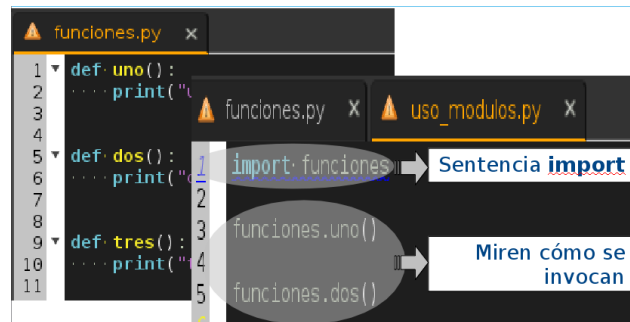 funciones.py x
1 def uno():
2 print("u
3
4
5 def dos():
6 print("
7
8
9 def tres():
10 print("t
11
funciones.py x uso_modulos.py x
1 import funciones
2
3 funciones.uno()
4
5 funciones.dos()
Sentencia import
Miren cómo se
invocan